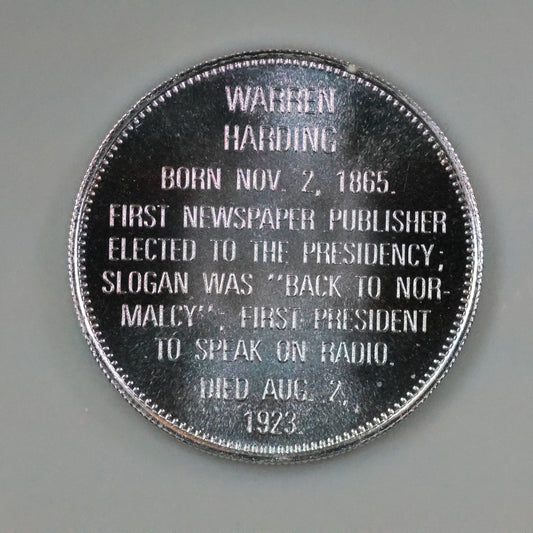 WARREN
HARDING
BORN NOV. 2, 1865.
FIRST NEWSPAPER PUBLISHER
ELECTED TO THE PRESIDENCY;
SLOGAN WAS "BACK TO NOR-
MALCY"; FIRST PRESIDENT
TO SPEAK ON RADIO.
DIED AUG. 2,
1923